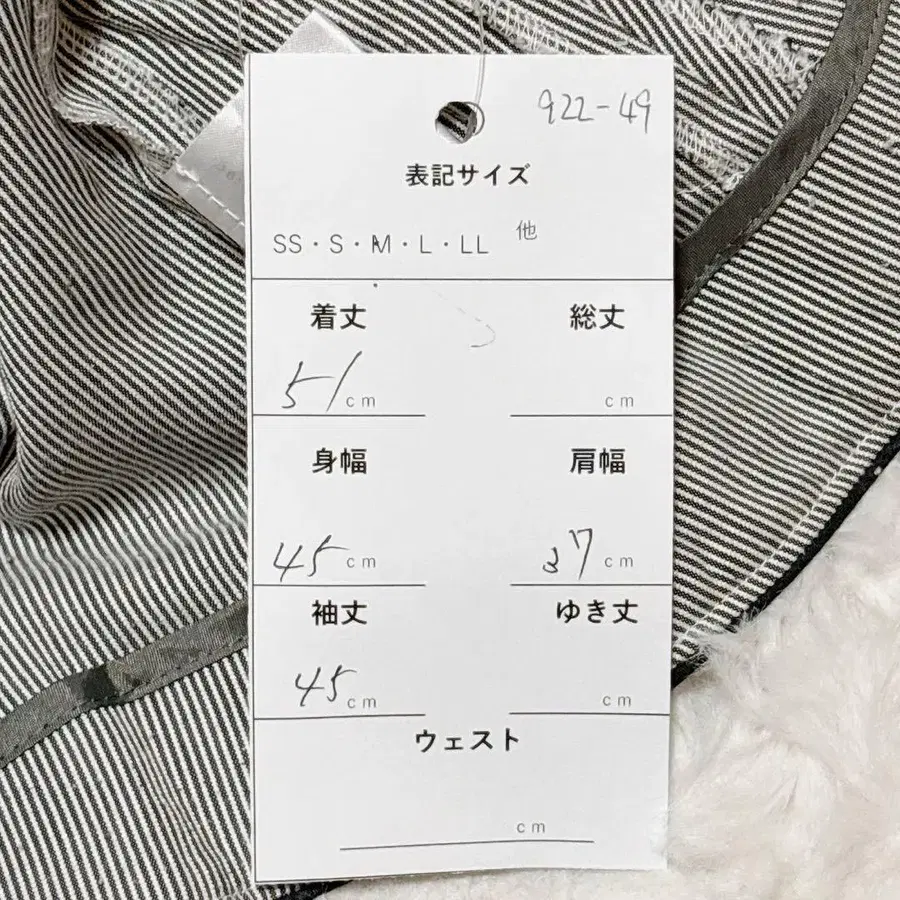 922-49
表記サイズ
SS・S・M・L・LL 他
着丈 総丈
51cm cm
身幅 肩幅
45cm 37cm
袖丈 ゆき丈
45cm cm
ウェスト
cm